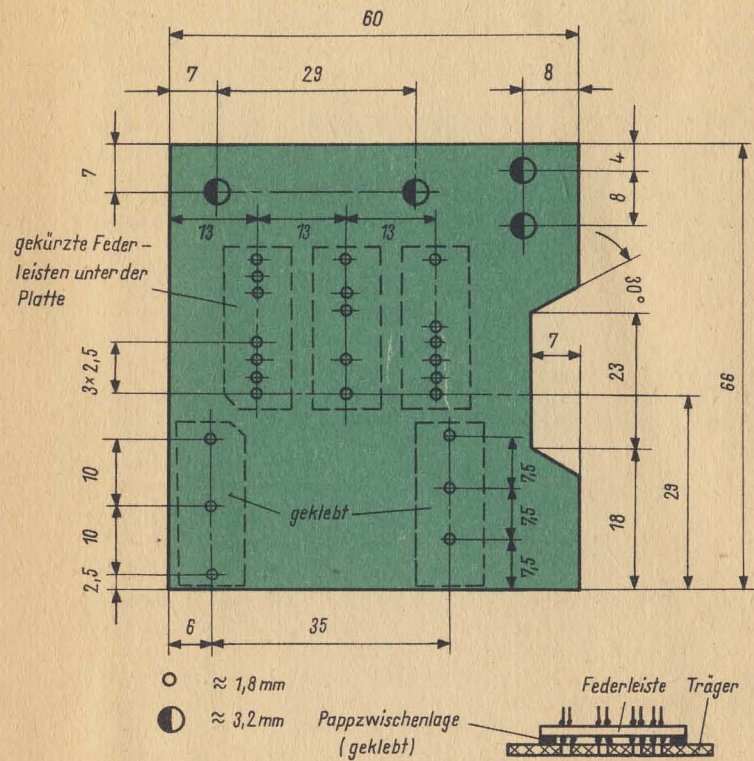 60
7 29 8
7
4
8
13 13 13
gekürzte Feder-
leisten unter der
Platte
30°
7
3×2,5
23
66
10
7,5
geklebt
7,5
29
10
18
7,5
2,5
6 35
≈ 1,8 mm
≈ 3,2 mm
Pappzwischenlage
(geklebt)
Federleiste Träger